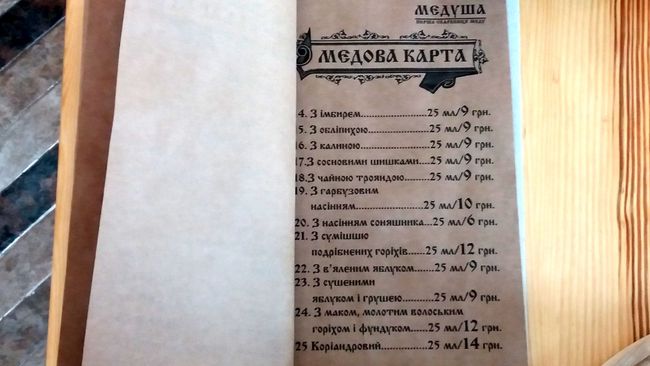 МЕДУША
ПЕРША СКАРБНИЦЯ МЕДУ
МЕДОВА КАРТА
14. З імбирем....................25 мл/9 грн.
15. З обліпихою................25 мл/9 грн.
16. З калиною...................25 мл/9 грн.
17.З сосновими шишками....25 мл/9 грн.
18.З чайною трояндою........25 мл/9 грн.
19. З гарбузовим
насінням.......................25 мл/10 грн.
20. З насінням соняшника...25 мл/6 грн.
21. З сумішшю
подрібнених горіхів......25 мл/12 грн.
22. З в'яленим яблуком......25 мл/9 грн.
23. З сушеними
яблуком і грушею..........25 мл/9 грн.
24. З маком, молотим волоським
горіхом і фундуком........25 мл/12 грн.
25 Коріандровий..............25 мл/14 грн.